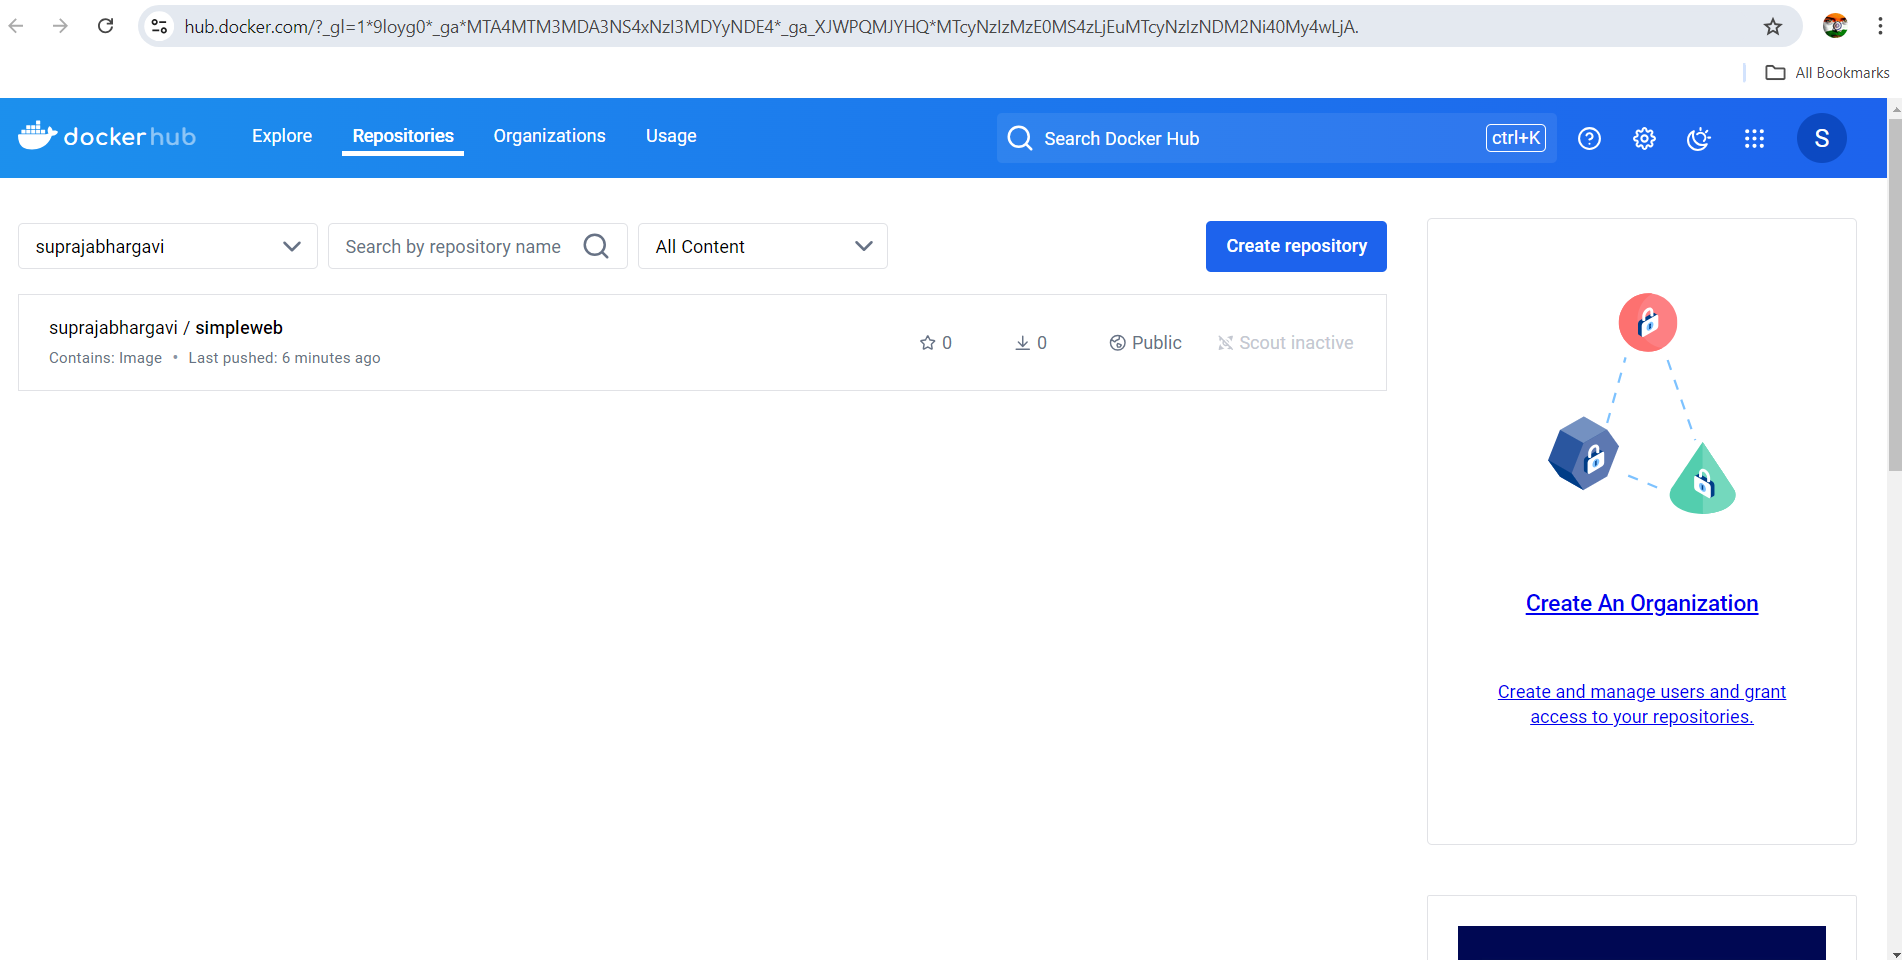 hub.docker.com/?_gl=1*9loyg0*_ga*MTA4MTM3MDA3NS4xNzI3MDYyNDE4*_ga_XJWPQMJYHQ*MTcyNzIzMzE0MS4zLjEuMTcyNzIzNDM2Ni40My4wLjA.
All Bookmarks
docker hub Explore Repositories Organizations Usage Search Docker Hub ctrl+K S
suprajabhargavi Search by repository name All Content Create repository
suprajabhargavi / simpleweb
Contains: Image • Last pushed: 6 minutes ago
0 0 Public Scout inactive
Create An Organization
Create and manage users and grant
access to your repositories.